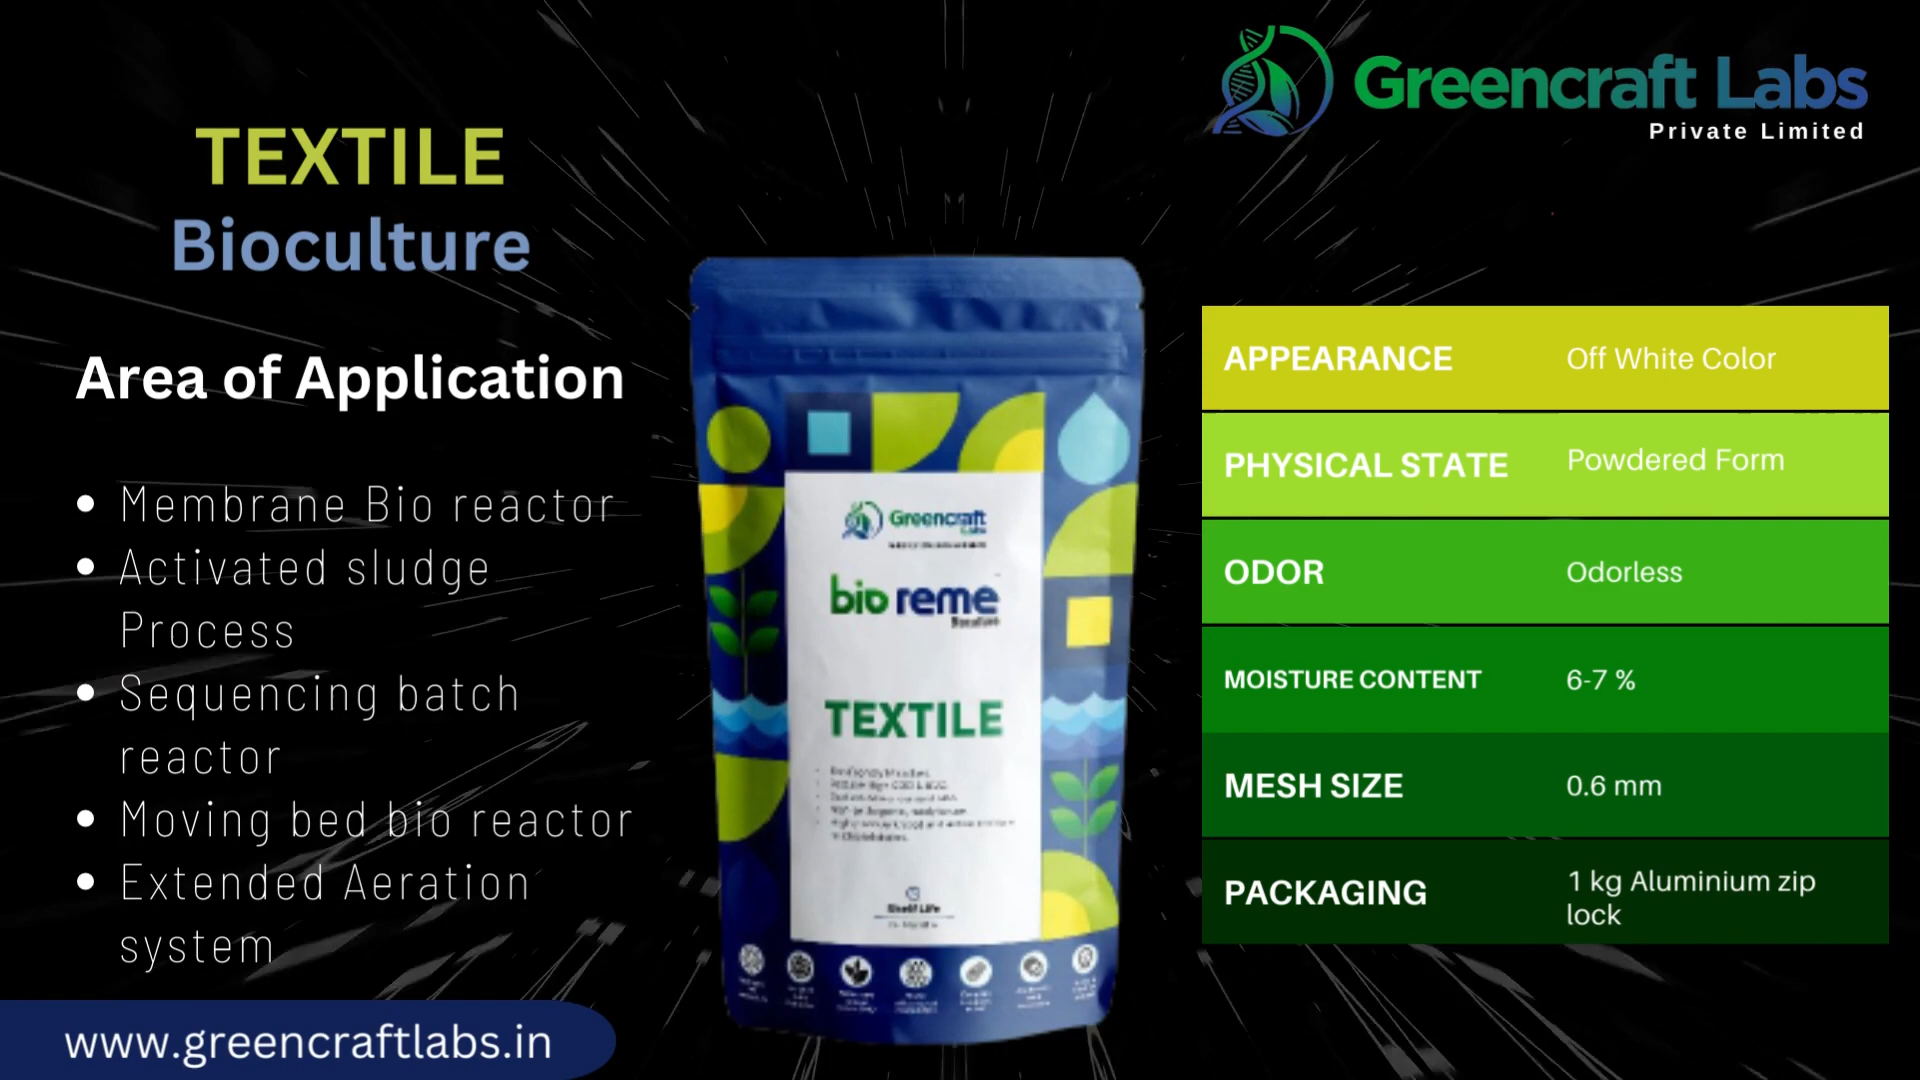 Greencraft Labs
Private Limited
TEXTILE
Bioculture
Area of Application
• Membrane Bio reactor
• Activated sludge
Process
• Sequencing batch
reactor
• Moving bed bio reactor
• Extended Aeration
system
www.greencraftlabs.in
Greencraft
Labs
bio reme
Bioculture
TEXTILE
APPEARANCE Off White Color
PHYSICAL STATE Powdered Form
ODOR Odorless
MOISTURE CONTENT 6-7 %
MESH SIZE 0.6 mm
PACKAGING 1 kg Aluminium zip
lock